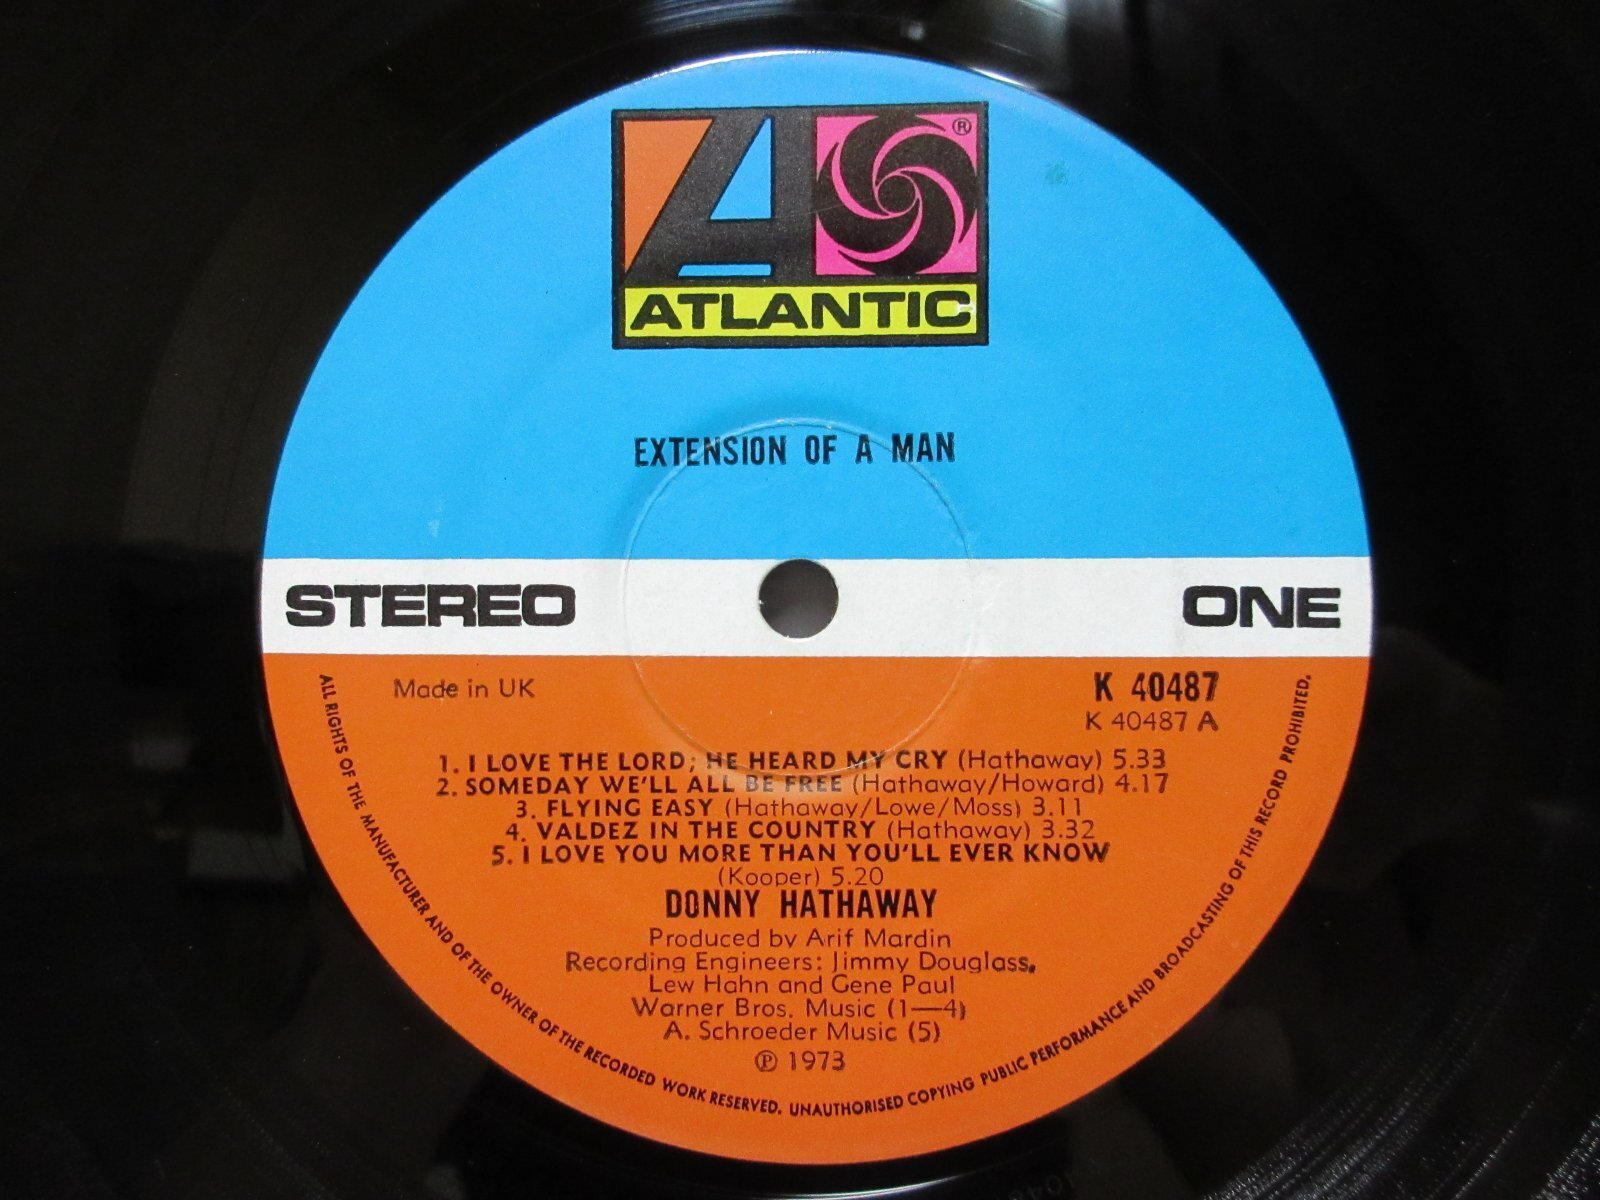 ®
ATLANTIC
EXTENSION OF A MAN
STEREO
ONE
Made in UK
K 40487
K 40487 A
1. I LOVE THE LORD; HE HEARD MY CRY (Hathaway) 5.33
2. SOMEDAY WE'LL ALL BE FREE (Hathaway/Howard) 4.17
3. FLYING EASY (Hathaway/Lowe/Moss) 3.11
4. VALDEZ IN THE COUNTRY (Hathaway) 3.32
5. I LOVE YOU MORE THAN YOU'LL EVER KNOW
(Kooper) 5.20
DONNY HATHAWAY
Produced by Arif Mardin
Recording Engineers: Jimmy Douglass,
Lew Hahn and Gene Paul
Warner Bros. Music (1—4)
A. Schroeder Music (5)
℗ 1973
ALL RIGHTS OF THE MANUFACTURER AND OF THE OWNER OF THE RECORDED WORK RESERVED. UNAUTHORISED COPYING PUBLIC PERFORMANCE AND BROADCASTING OF THIS RECORD PROHIBITED.